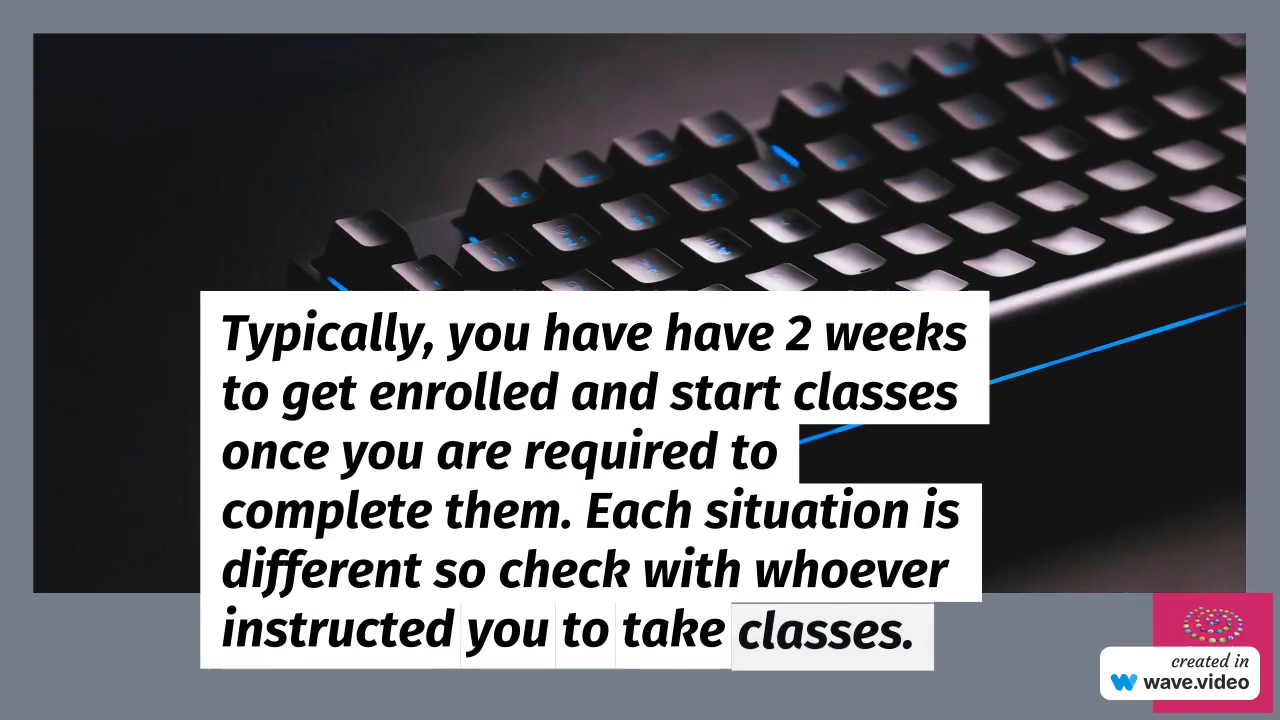 Typically, you have have 2 weeks
to get enrolled and start classes
once you are required to
complete them. Each situation is
different so check with whoever
instructed you to take classes.
created in
wave.video